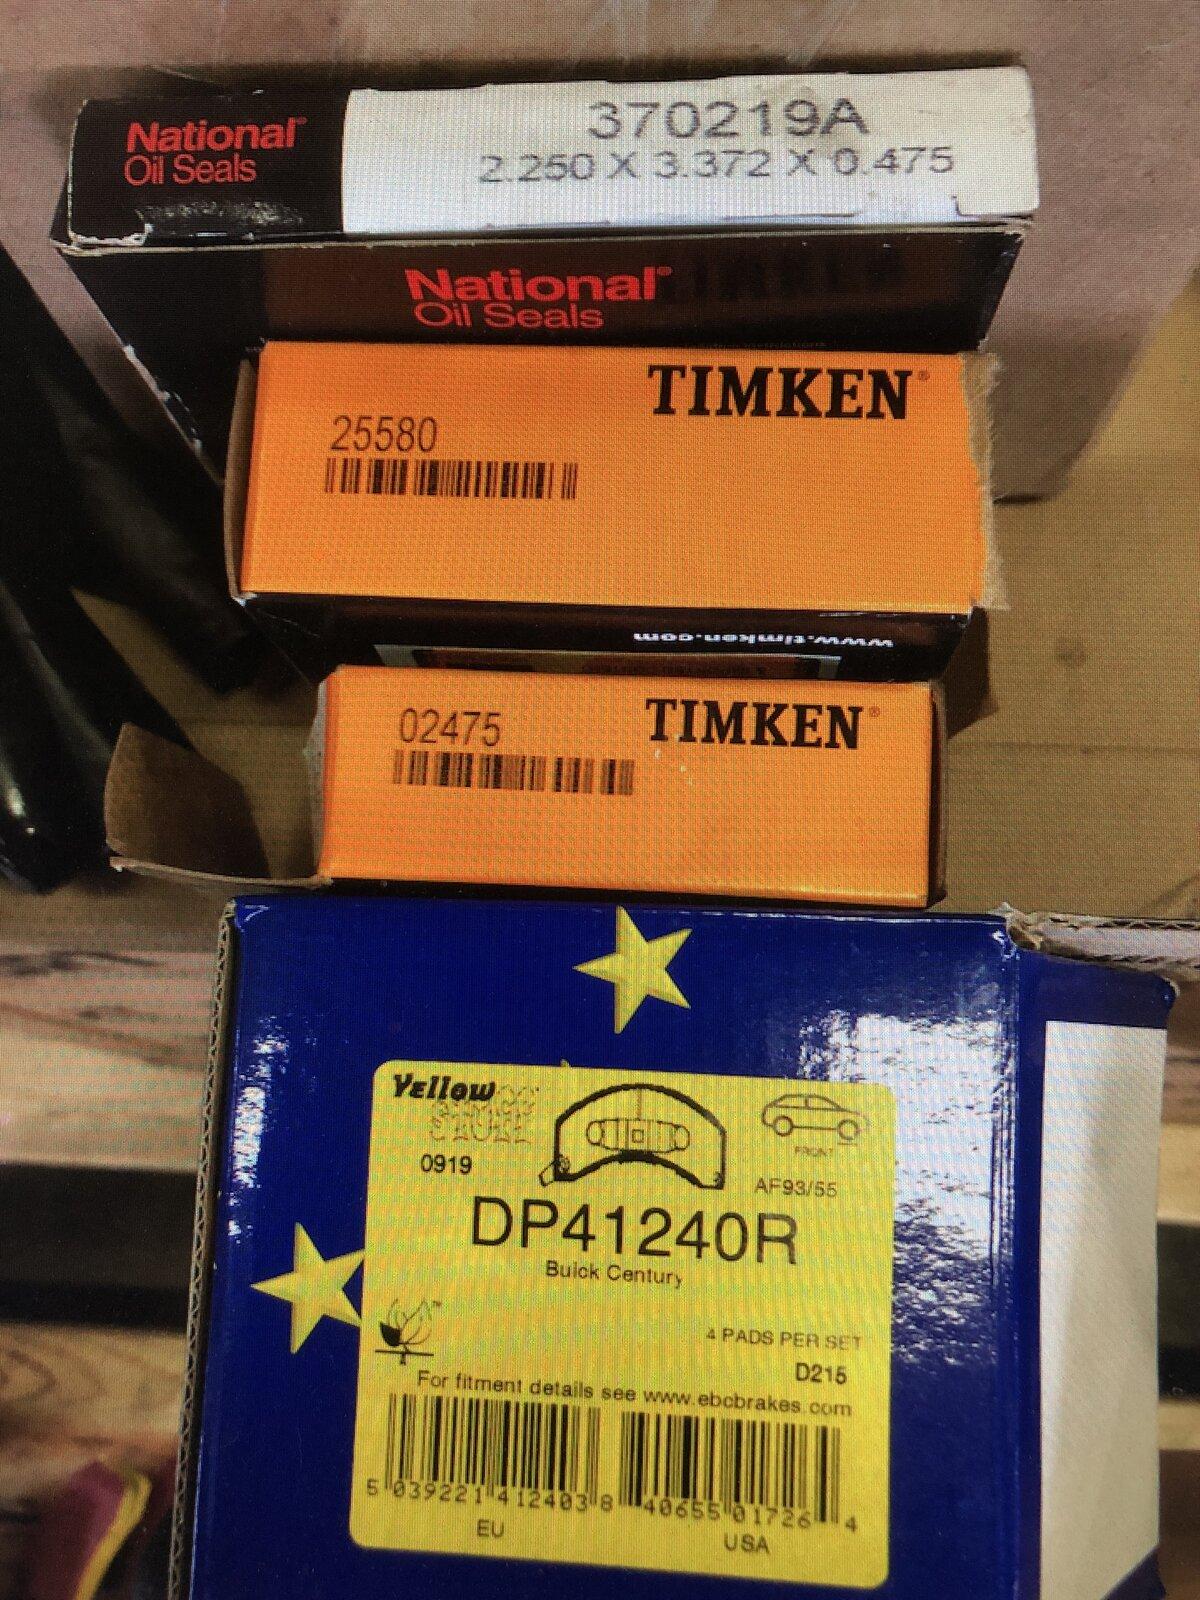 National®
Oil Seals
370219A
2.250 X 3.372 X 0.475
National®
Oil Seals
TIMKEN®
25580
www.timken.com
TIMKEN®
02475
Yellow
0919
FRONT
AF93/55
DP41240R
Buick Century
4 PADS PER SET
D215
For fitment details see www.ebcbrakes.com
5 039221 412403 8
40655 01726 4
EU
USA